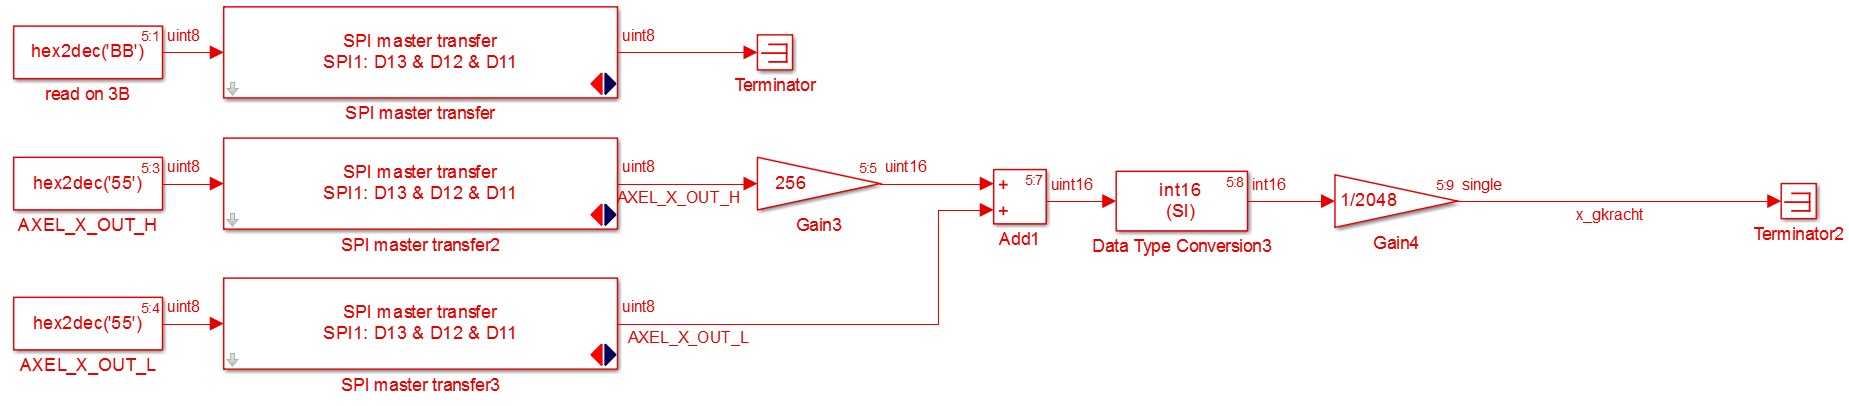 5:1 uint8
hex2dec('BB')
read on 3B
SPI master transfer
SPI1: D13 & D12 & D11
SPI master transfer
uint8
Terminator
5:3 uint8
hex2dec('55')
AXEL_X_OUT_H
SPI master transfer
SPI1: D13 & D12 & D11
SPI master transfer2
uint8
AXEL_X_OUT_H
256
5:5 uint16
Gain3
+
+
5:7 uint16
Add1
5:8 int16
int16
(SI)
Data Type Conversion3
1/2048
5:9 single
Gain4
x_gkracht
Terminator2
5:4 uint8
hex2dec('55')
AXEL_X_OUT_L
SPI master transfer
SPI1: D13 & D12 & D11
SPI master transfer3
uint8
AXEL_X_OUT_L